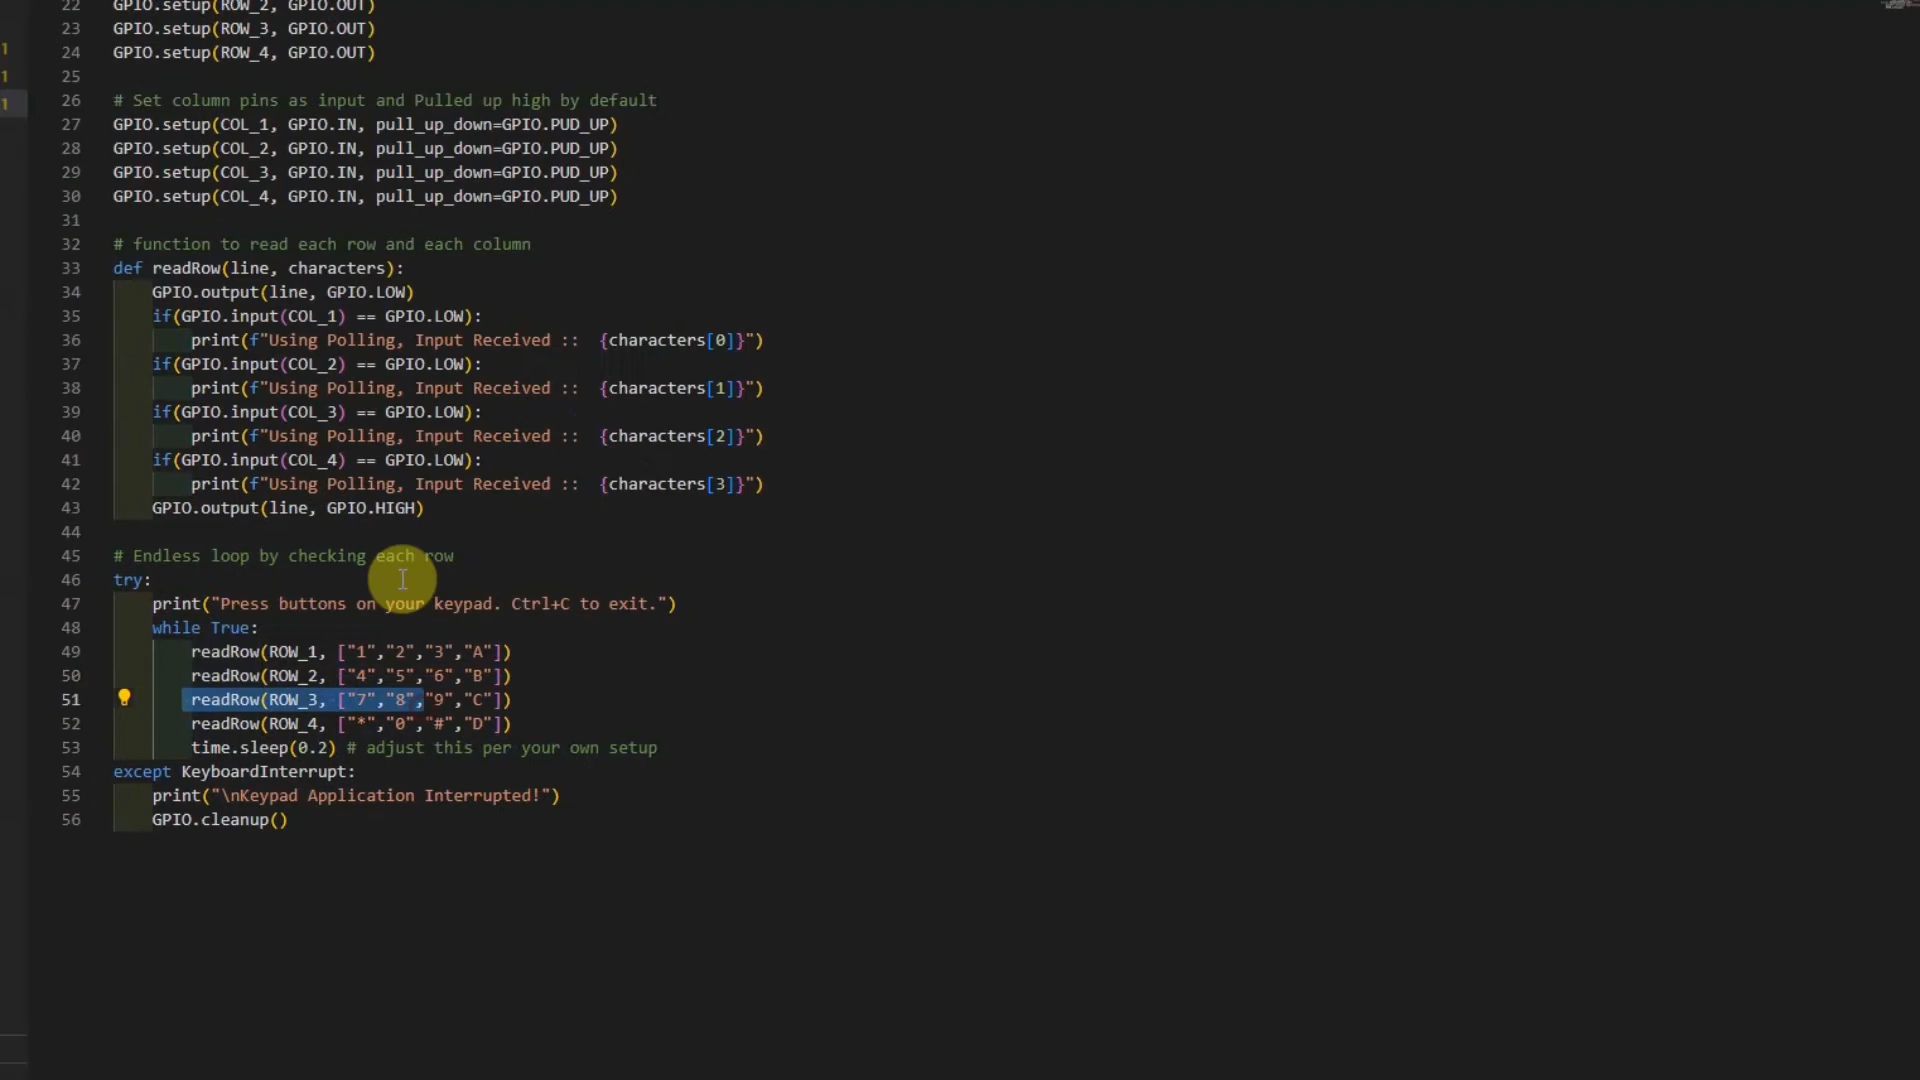 1
1
1
22 GPIO.setup(ROW_2, GPIO.OUT)
23 GPIO.setup(ROW_3, GPIO.OUT)
24 GPIO.setup(ROW_4, GPIO.OUT)
25
26 # Set column pins as input and Pulled up high by default
27 GPIO.setup(COL_1, GPIO.IN, pull_up_down=GPIO.PUD_UP)
28 GPIO.setup(COL_2, GPIO.IN, pull_up_down=GPIO.PUD_UP)
29 GPIO.setup(COL_3, GPIO.IN, pull_up_down=GPIO.PUD_UP)
30 GPIO.setup(COL_4, GPIO.IN, pull_up_down=GPIO.PUD_UP)
31
32 # function to read each row and each column
33 def readRow(line, characters):
34     GPIO.output(line, GPIO.LOW)
35     if(GPIO.input(COL_1) == GPIO.LOW):
36         print(f"Using Polling, Input Received ::  {characters[0]}")
37     if(GPIO.input(COL_2) == GPIO.LOW):
38         print(f"Using Polling, Input Received ::  {characters[1]}")
39     if(GPIO.input(COL_3) == GPIO.LOW):
40         print(f"Using Polling, Input Received ::  {characters[2]}")
41     if(GPIO.input(COL_4) == GPIO.LOW):
42         print(f"Using Polling, Input Received ::  {characters[3]}")
43     GPIO.output(line, GPIO.HIGH)
44
45 # Endless loop by checking each row
46 try:
47     print("Press buttons on your keypad. Ctrl+C to exit.")
48     while True:
49         readRow(ROW_1, ["1","2","3","A"])
50         readRow(ROW_2, ["4","5","6","B"])
51         readRow(ROW_3, ["7","8","9","C"])
52         readRow(ROW_4, ["*","0","#","D"])
53         time.sleep(0.2) # adjust this per your own setup
54 except KeyboardInterrupt:
55     print("\nKeypad Application Interrupted!")
56     GPIO.cleanup()